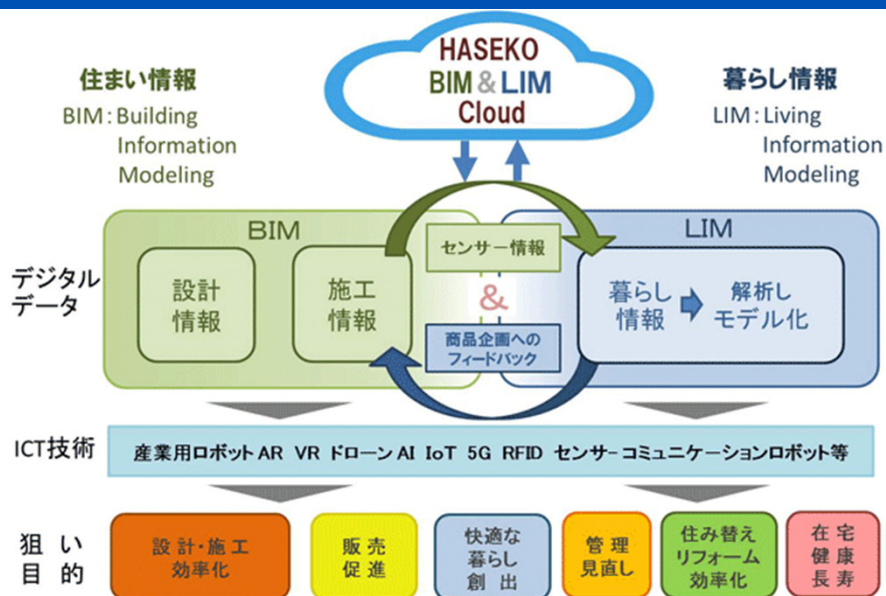 HASEKO
BIM & LIM
Cloud
住まい情報
BIM：Building
Information
Modeling
暮らし情報
LIM：Living
Information
Modeling
デジタル
データ
BIM
設計
情報
施工
情報
センサー情報
&
商品企画への
フィードバック
LIM
暮らし
情報
解析し
モデル化
ICT技術
産業用ロボット AR VR ドローン AI IoT 5G RFID センサーコミュニケーションロボット等
狙い
目的
設計・施工
効率化
販売
促進
快適な
暮らし
創出
管理
見直し
住み替え
リフォーム
効率化
在宅
健康
長寿